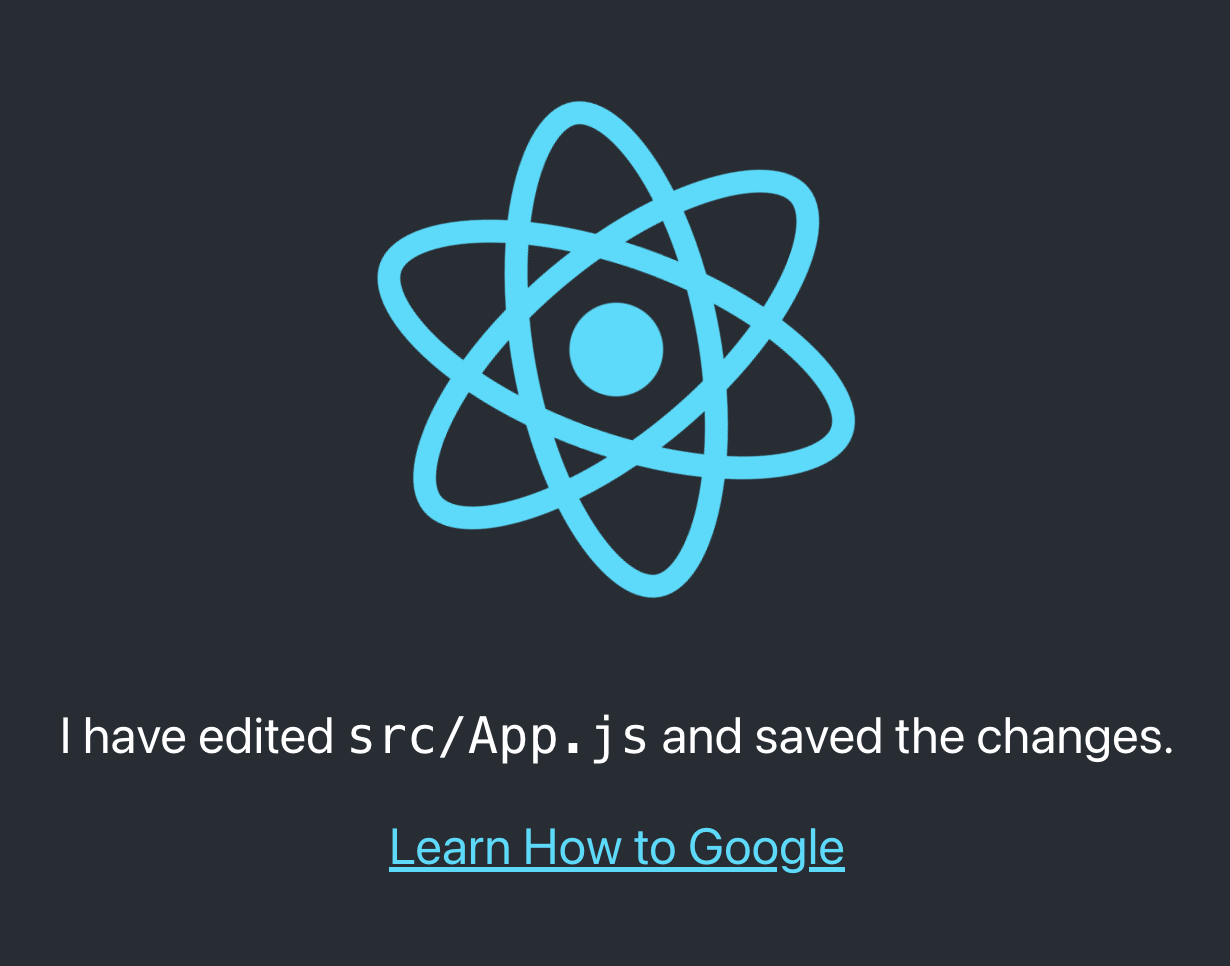 I have edited src/App.js and saved the changes.
Learn How to Google